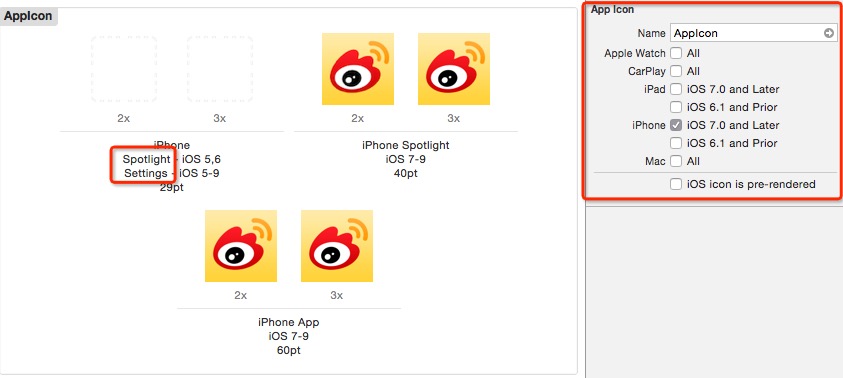 AppIcon
2x
3x
2x
3x
iPhone
Spotlight - iOS 5,6
Settings - iOS 5-9
29pt
iPhone Spotlight
iOS 7-9
40pt
2x
3x
iPhone App
iOS 7-9
60pt
App Icon
Name AppIcon
Apple Watch All
CarPlay All
iPad iOS 7.0 and Later
iOS 6.1 and Prior
iPhone iOS 7.0 and Later
iOS 6.1 and Prior
Mac All
iOS icon is pre-rendered